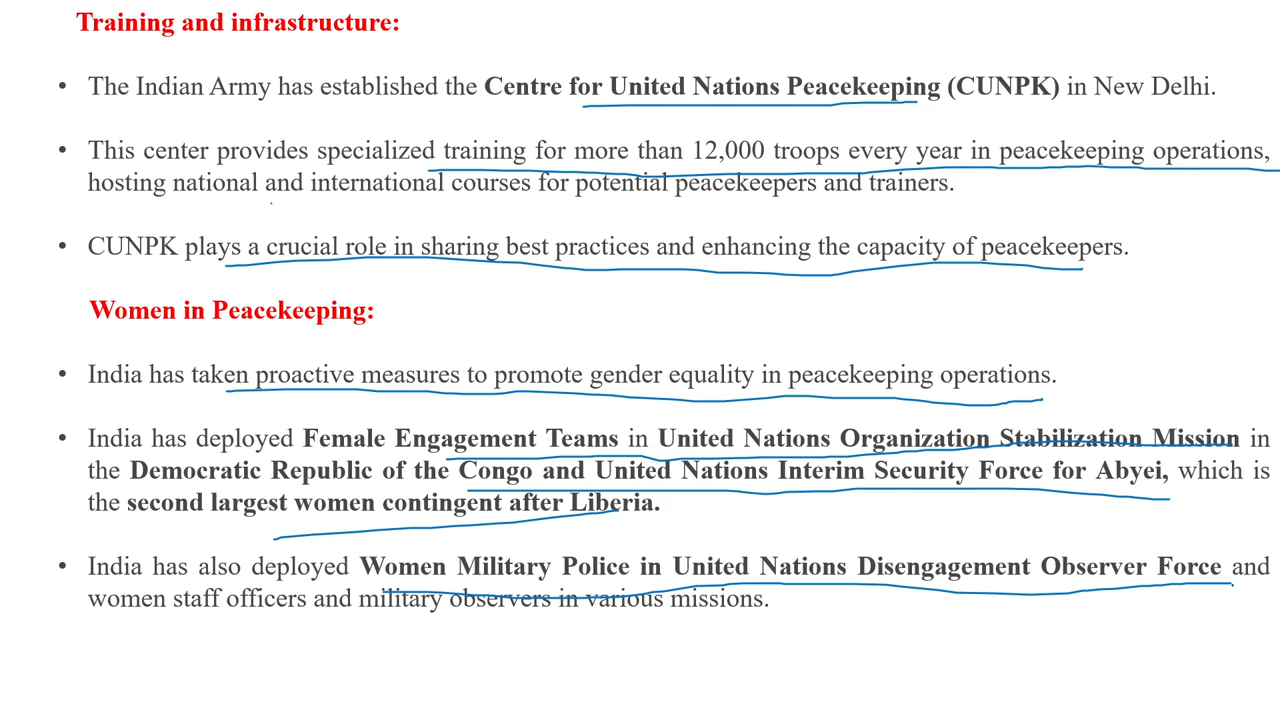 Training and infrastructure:
• The Indian Army has established the Centre for United Nations Peacekeeping (CUNPK) in New Delhi.
• This center provides specialized training for more than 12,000 troops every year in peacekeeping operations,
hosting national and international courses for potential peacekeepers and trainers.
• CUNPK plays a crucial role in sharing best practices and enhancing the capacity of peacekeepers.
Women in Peacekeeping:
• India has taken proactive measures to promote gender equality in peacekeeping operations.
• India has deployed Female Engagement Teams in United Nations Organization Stabilization Mission in
the Democratic Republic of the Congo and United Nations Interim Security Force for Abyei, which is
the second largest women contingent after Liberia.
• India has also deployed Women Military Police in United Nations Disengagement Observer Force and
women staff officers and military observers in various missions.